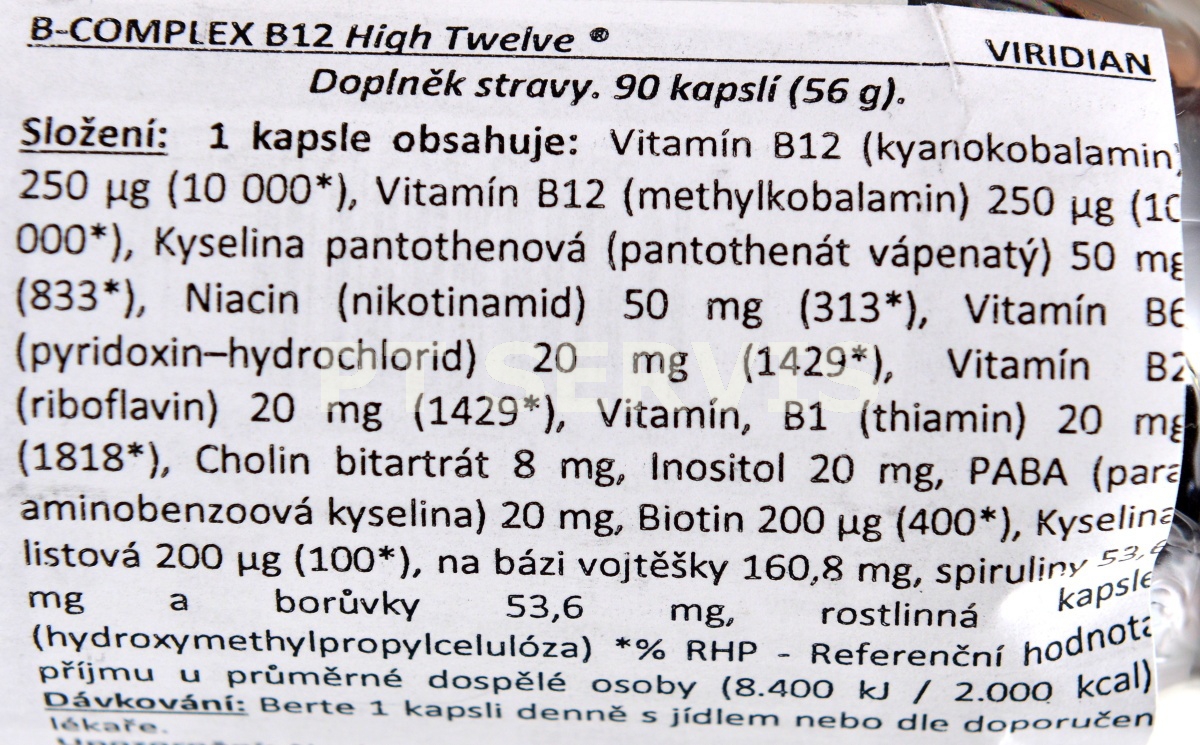 B-COMPLEX B12 High Twelve ® VIRIDIAN
Doplněk stravy. 90 kapslí (56 g).
Složení: 1 kapsle obsahuje: Vitamín B12 (kyanokobalamin)
250 µg (10 000*), Vitamín B12 (methylkobalamin) 250 µg (10
000*), Kyselina pantothenová (pantothenát vápenatý) 50 mg
(833*), Niacin (nikotinamid) 50 mg (313*), Vitamín B6
(pyridoxin–hydrochlorid) 20 mg (1429*), Vitamín B2
(riboflavin) 20 mg (1429*), Vitamín, B1 (thiamin) 20 mg
(1818*), Cholin bitartrát 8 mg, Inositol 20 mg, PABA (para
aminobenzoová kyselina) 20 mg, Biotin 200 µg (400*), Kyselina
listová 200 µg (100*), na bázi vojtěšky 160,8 mg, spiruliny 53,6
mg a borůvky 53,6 mg, rostlinná kapsle
(hydroxymethylpropylcelulóza) *% RHP - Referenční hodnota
příjmu u průměrné dospělé osoby (8.400 kJ / 2.000 kcal)
Dávkování: Berte 1 kapsli denně s jídlem nebo dle doporučen
lékaře.
PT SERVIS